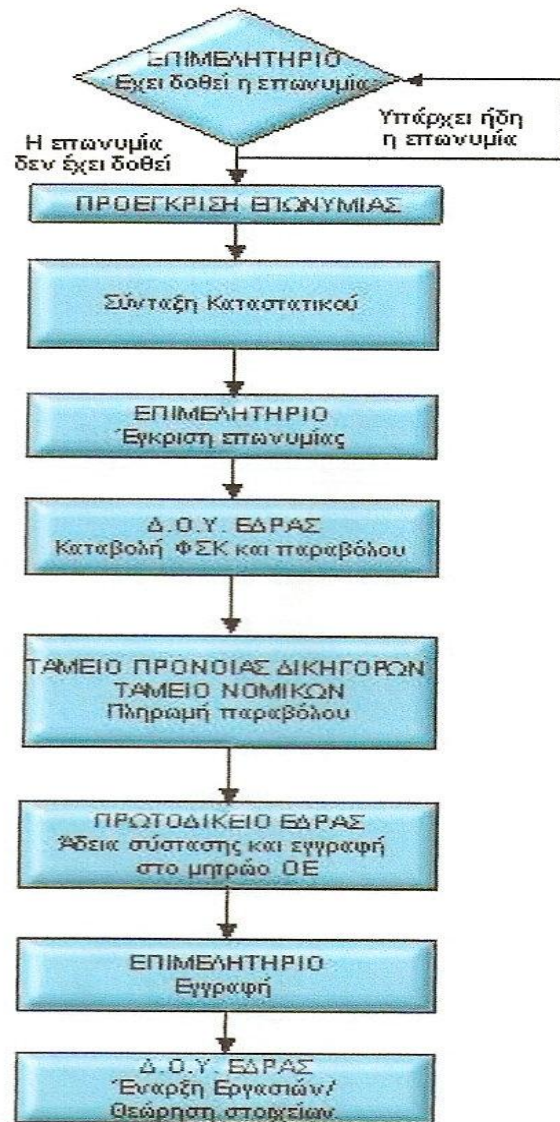 ΕΠΙΜΕΛΗΤΗΡΙΟ
Έχει δοθεί η επωνυμία
Υπάρχει ήδη
η επωνυμία
Η επωνυμία
δεν έχει δοθεί
ΠΡΟΕΓΚΡΙΣΗ ΕΠΩΝΥΜΙΑΣ
Σύνταξη Καταστατικού
ΕΠΙΜΕΛΗΤΗΡΙΟ
Έγκριση επωνυμίας
Δ.Ο.Υ. ΕΔΡΑΣ
Καταβολή ΦΣΚ και παραβόλου
ΤΑΜΕΙΟ ΠΡΟΝΟΙΑΣ ΔΙΚΗΓΟΡΩΝ
ΤΑΜΕΙΟ ΝΟΜΙΚΩΝ
Πληρωμή παραβόλου
ΠΡΩΤΟΔΙΚΕΙΟ ΕΔΡΑΣ
Άδεια σύστασης και εγγραφή
στο μητρώο ΟΕ
ΕΠΙΜΕΛΗΤΗΡΙΟ
Εγγραφή
Δ.Ο.Υ. ΕΔΡΑΣ
Έναρξη Εργασιών/
Θεώρηση στοιχείων